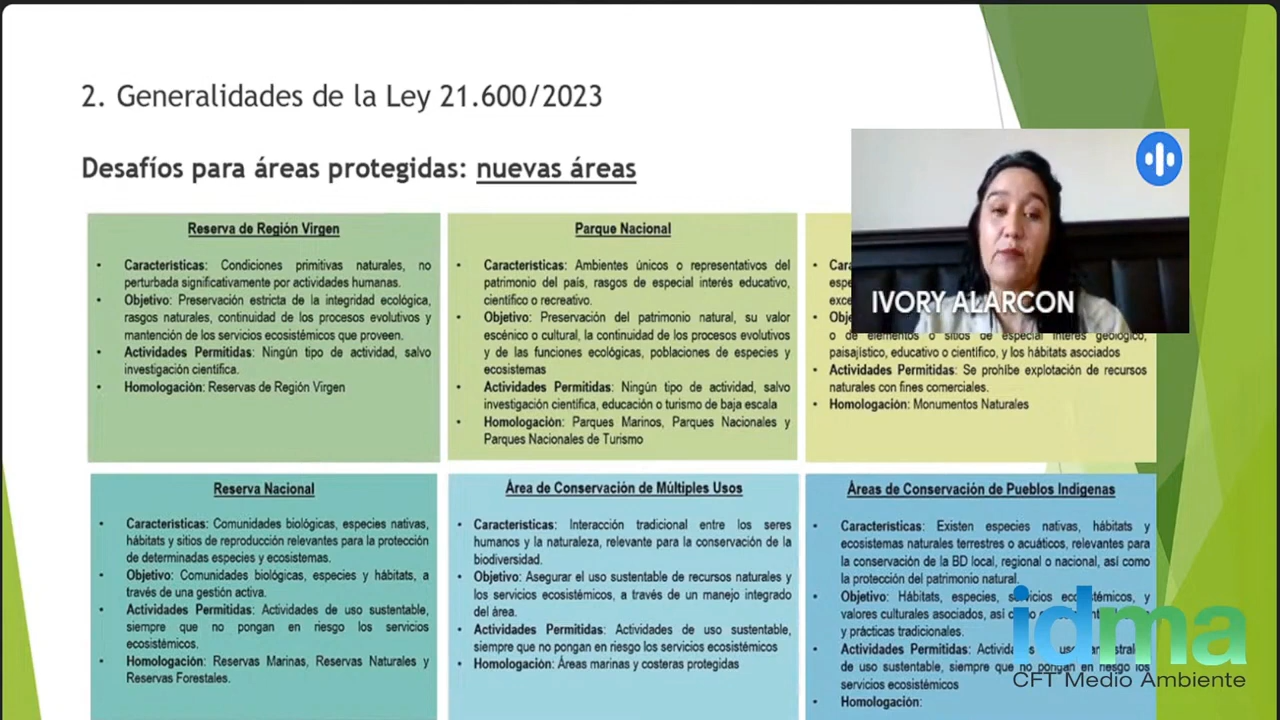 2. Generalidades de la Ley 21.600/2023
Desafíos para áreas protegidas: nuevas áreas
Reserva de Región Virgen
• Características: Condiciones primitivas naturales, no
perturbada significativamente por actividades humanas.
• Objetivo: Preservación estricta de la integridad ecológica,
rasgos naturales, continuidad de los procesos evolutivos y
mantención de los servicios ecosistémicos que proveen.
• Actividades Permitidas: Ningún tipo de actividad, salvo
investigación científica.
• Homologación: Reservas de Región Virgen
Parque Nacional
• Características: Ambientes únicos o representativos del
patrimonio del país, rasgos de especial interés educativo,
científico o recreativo.
• Objetivo: Preservación del patrimonio natural, su valor
escénico o cultural, la continuidad de los procesos evolutivos
y de las funciones ecológicas, poblaciones de especies y
ecosistemas
• Actividades Permitidas: Ningún tipo de actividad, salvo
investigación científica, educación o turismo de baja escala
• Homologación: Parques Marinos, Parques Nacionales y
Parques Nacionales de Turismo
IVORY ALARCON
o de elementos o sitios de especial interés geológico,
paisajístico, educativo o científico, y los hábitats asociados
• Actividades Permitidas: Se prohíbe explotación de recursos
naturales con fines comerciales.
• Homologación: Monumentos Naturales
Reserva Nacional
• Características: Comunidades biológicas, especies nativas,
hábitats y sitios de reproducción relevantes para la protección
de determinadas especies y ecosistemas.
• Objetivo: Comunidades biológicas, especies y hábitats, a
través de una gestión activa.
• Actividades Permitidas: Actividades de uso sustentable,
siempre que no pongan en riesgo los servicios
ecosistémicos.
• Homologación: Reservas Marinas, Reservas Naturales y
Reservas Forestales.
Área de Conservación de Múltiples Usos
• Características: Interacción tradicional entre los seres
humanos y la naturaleza, relevante para la conservación de la
biodiversidad.
• Objetivo: Asegurar el uso sustentable de recursos naturales y
los servicios ecosistémicos, a través de un manejo integrado
del área.
• Actividades Permitidas: Actividades de uso sustentable,
siempre que no pongan en riesgo los servicios ecosistémicos
• Homologación: Áreas marinas y costeras protegidas
Áreas de Conservación de Pueblos Indígenas
• Características: Existen especies nativas, hábitats y
ecosistemas naturales terrestres o acuáticos, relevantes para
la conservación de la BD local, regional o nacional, así como
la protección del patrimonio natural.
• Objetivo: Hábitats, especies, servicios ecosistémicos, y
valores culturales asociados, así
y prácticas tradicionales.
• Actividades Permitidas:
de uso sustentable, siempre que no pongan en riesgo los
servicios ecosistémicos
• Homologación:
idma
CFT Medio Ambiente